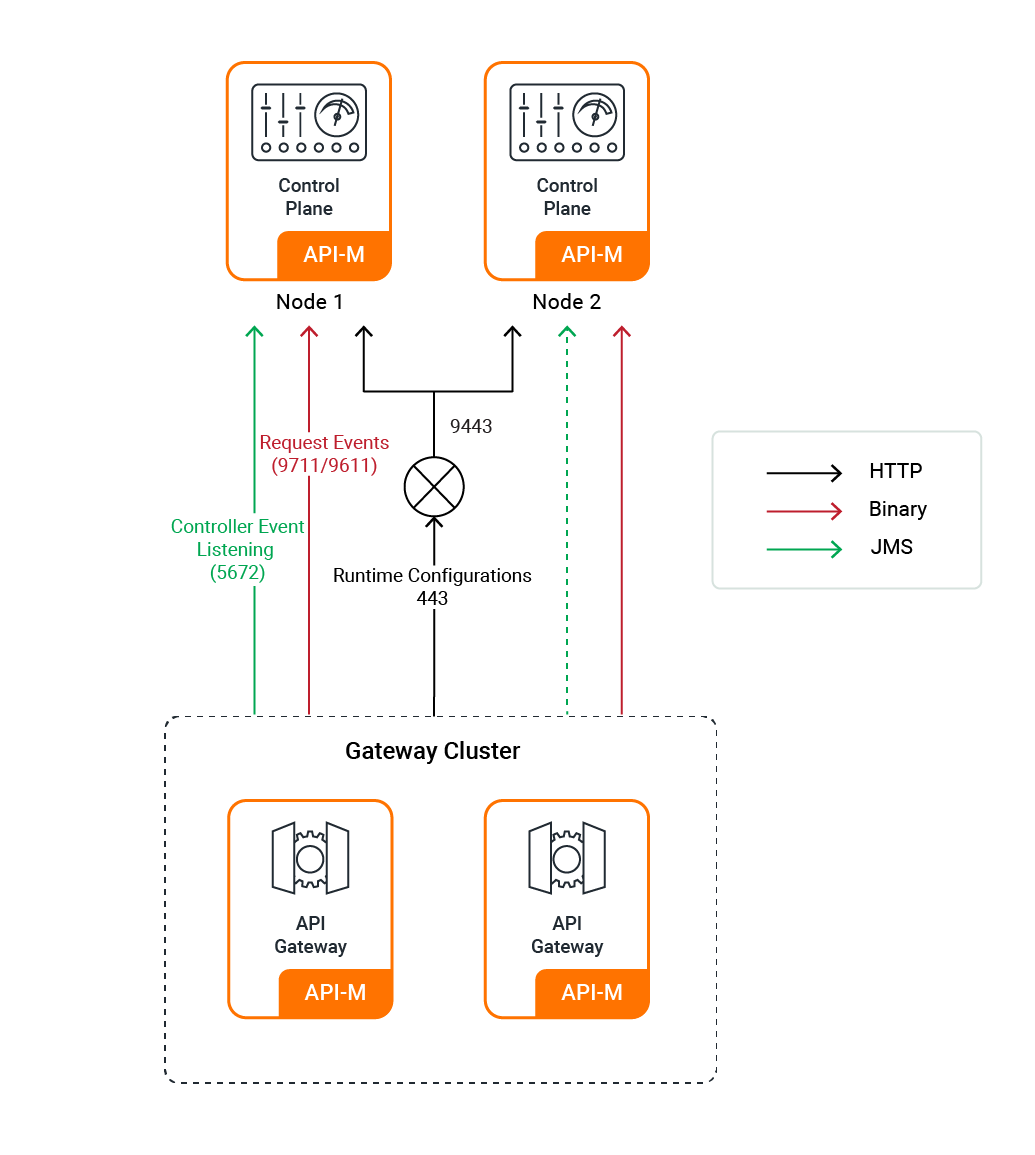 Control
Plane
API-M
Node 1
Control
Plane
API-M
Node 2
9443
Request Events
(9711/9611)
Controller Event
Listening
(5672)
Runtime Configurations
443
HTTP
Binary
JMS
Gateway Cluster
API
Gateway
API-M
API
Gateway
API-M